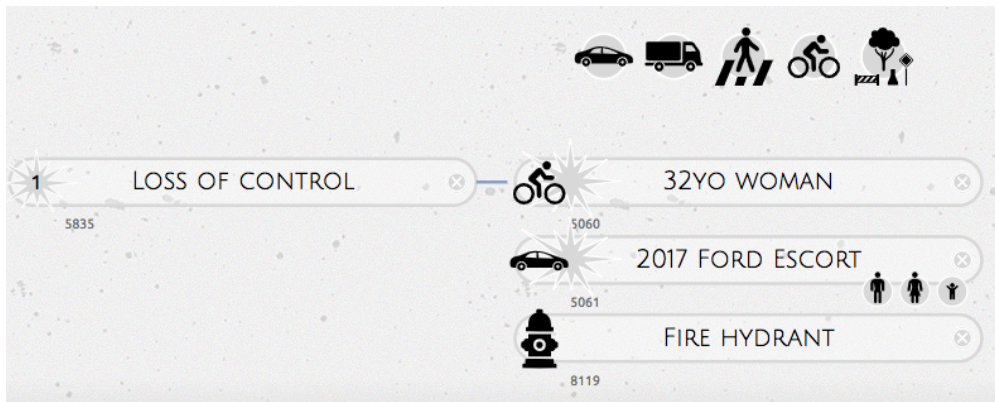 1 Loss of control 32yo woman
5835 5060
2017 Ford Escort
5061
Fire hydrant
8119